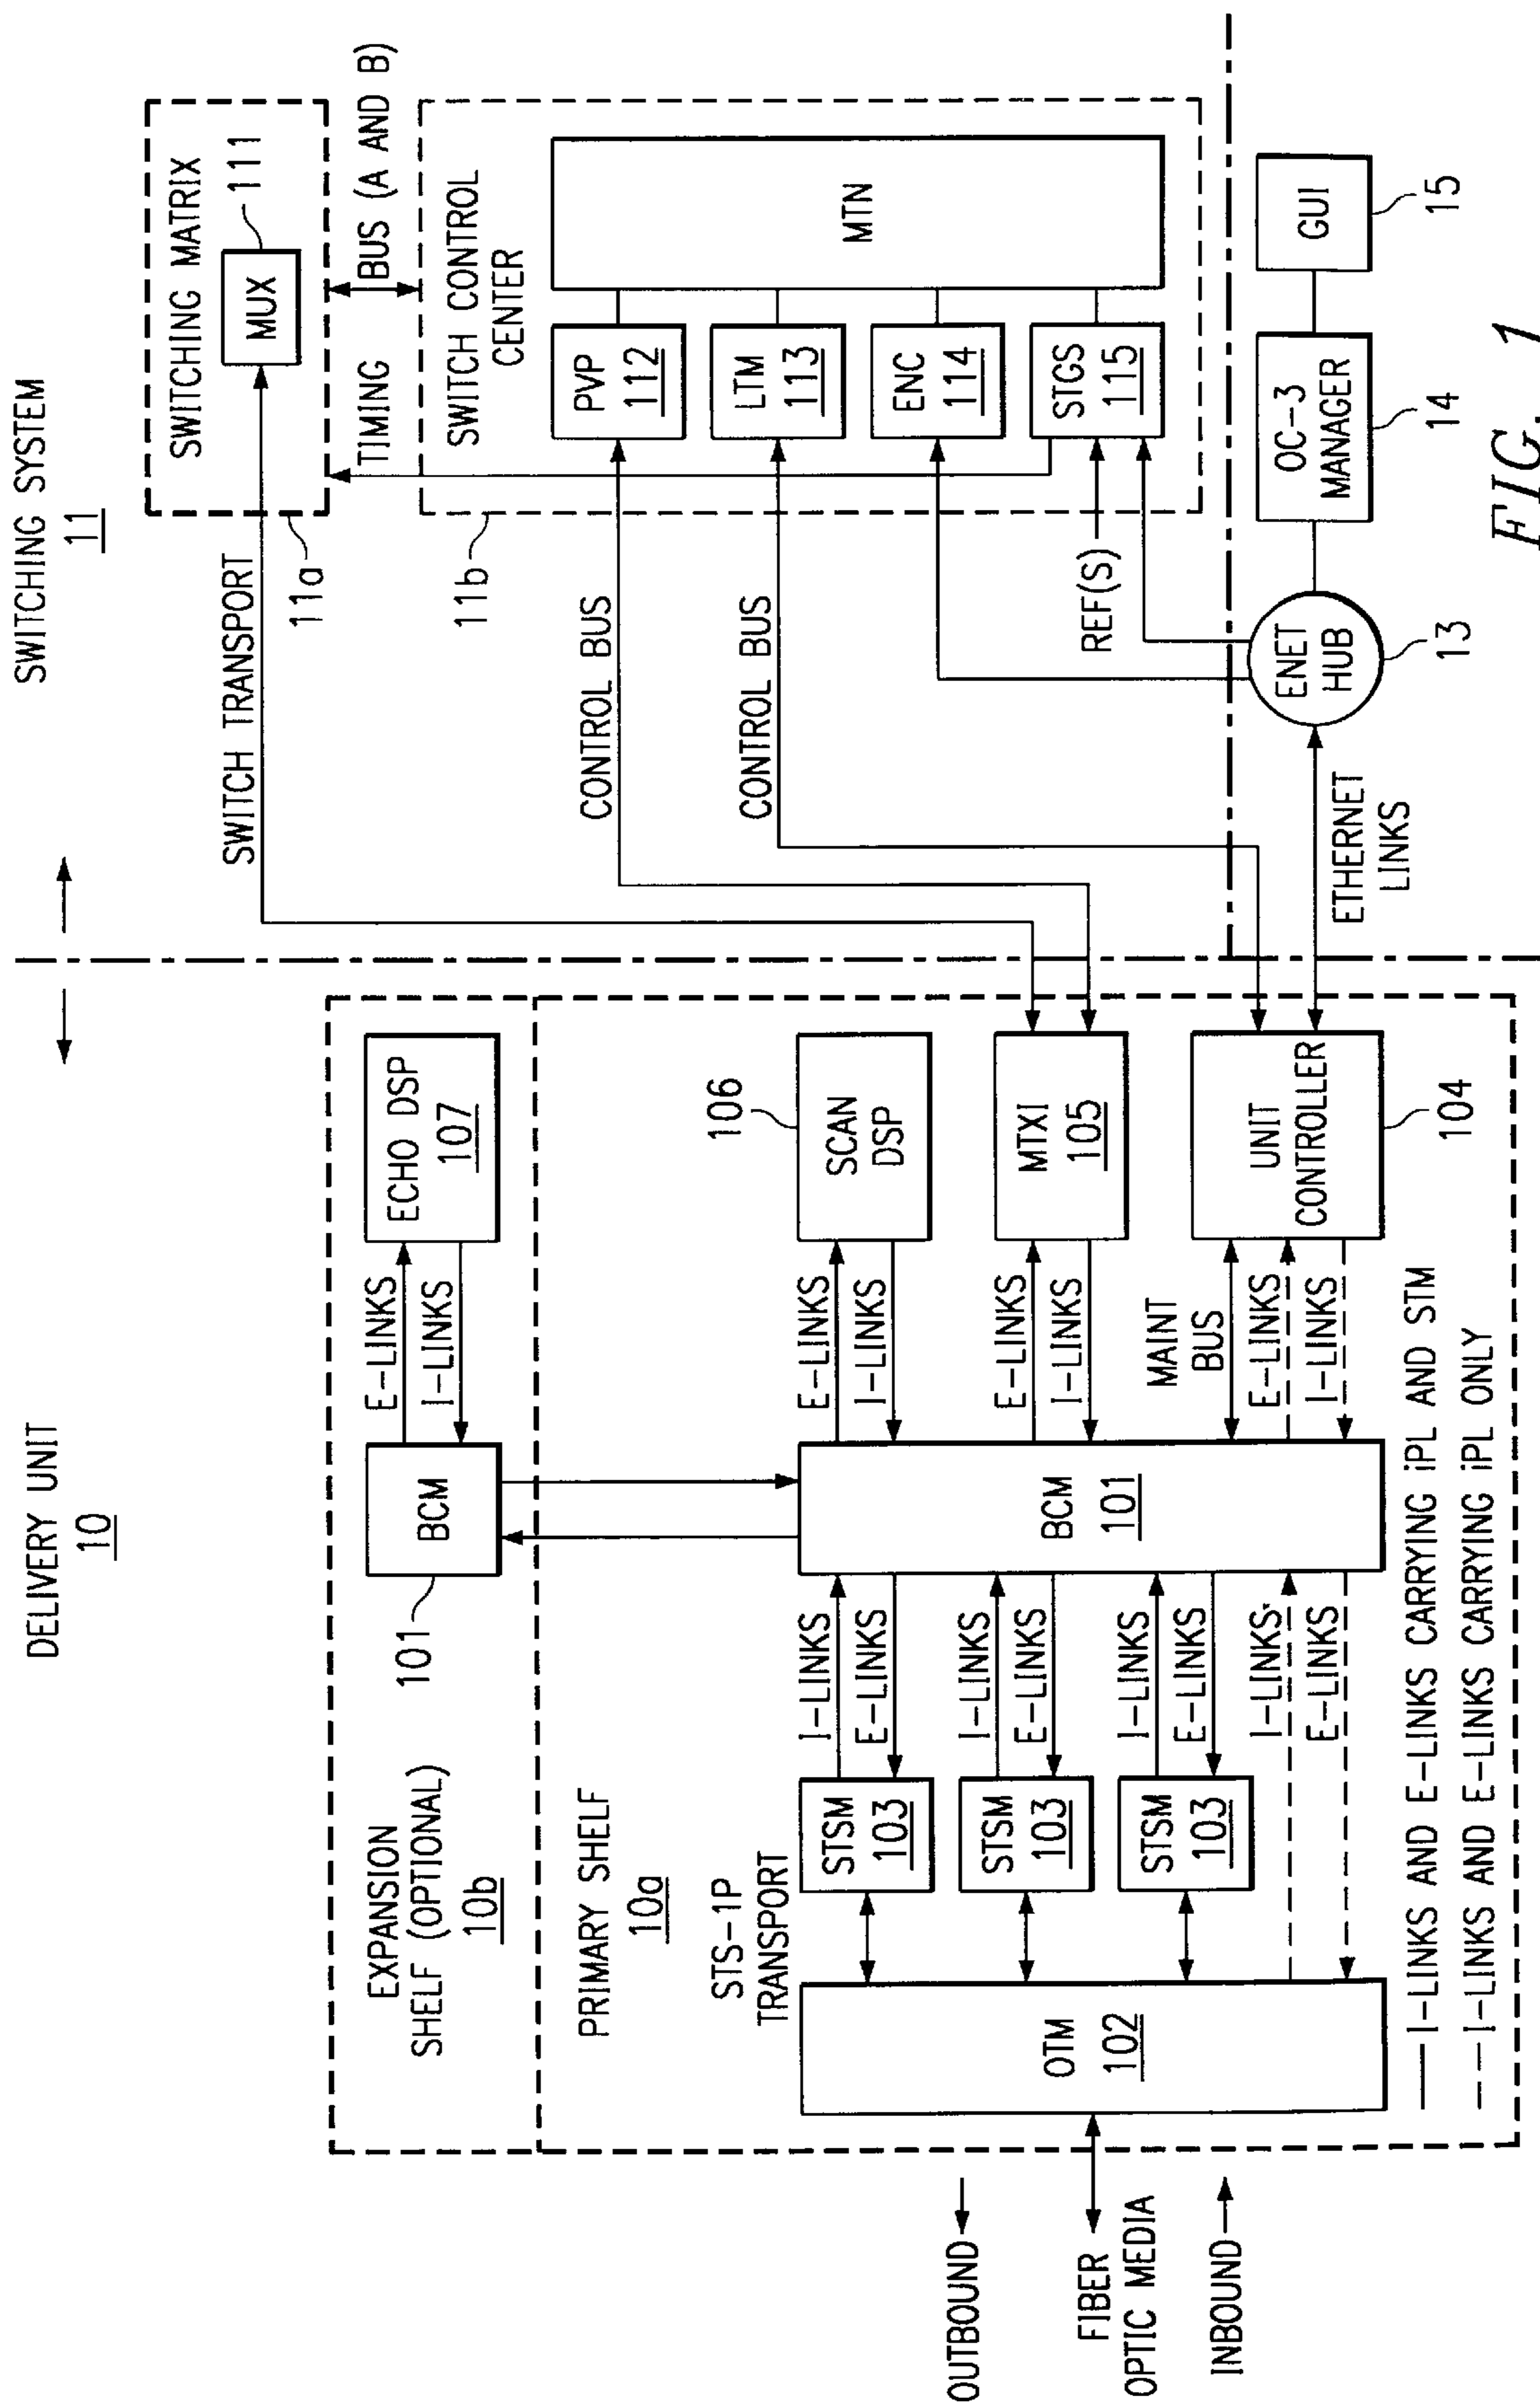 DELIVERY UNIT
10
SWITCHING SYSTEM
11
EXPANSION
SHELF (OPTIONAL)
10b
101
BCM
E-LINKS
I-LINKS
ECHO DSP
107
PRIMARY SHELF
10a
STS-1P
TRANSPORT
OUTBOUND
FIBER
OPTIC MEDIA
INBOUND
OTM
102
STSM
103
STSM
103
STSM
103
I-LINKS
E-LINKS
I-LINKS
E-LINKS
I-LINKS
E-LINKS
I-LINKS
E-LINKS
BCM
101
E-LINKS
I-LINKS
E-LINKS
I-LINKS
MAINT
BUS
E-LINKS
I-LINKS
106
SCAN
DSP
MTXI
105
UNIT
CONTROLLER
104
I-LINKS AND E-LINKS CARRYING iPL AND STM
I-LINKS AND E-LINKS CARRYING iPL ONLY
SWITCH TRANSPORT
SWITCHING MATRIX
MUX
111
11a
TIMING
BUS (A AND B)
11b
SWITCH CONTROL
CENTER
CONTROL BUS
CONTROL BUS
REF(S)
PVP
112
LTM
113
ENC
114
STGS
115
MTN
ETHERNET
LINKS
ENET
HUB
13
OC-3
MANAGER
14
GUI
15
FIG. 1